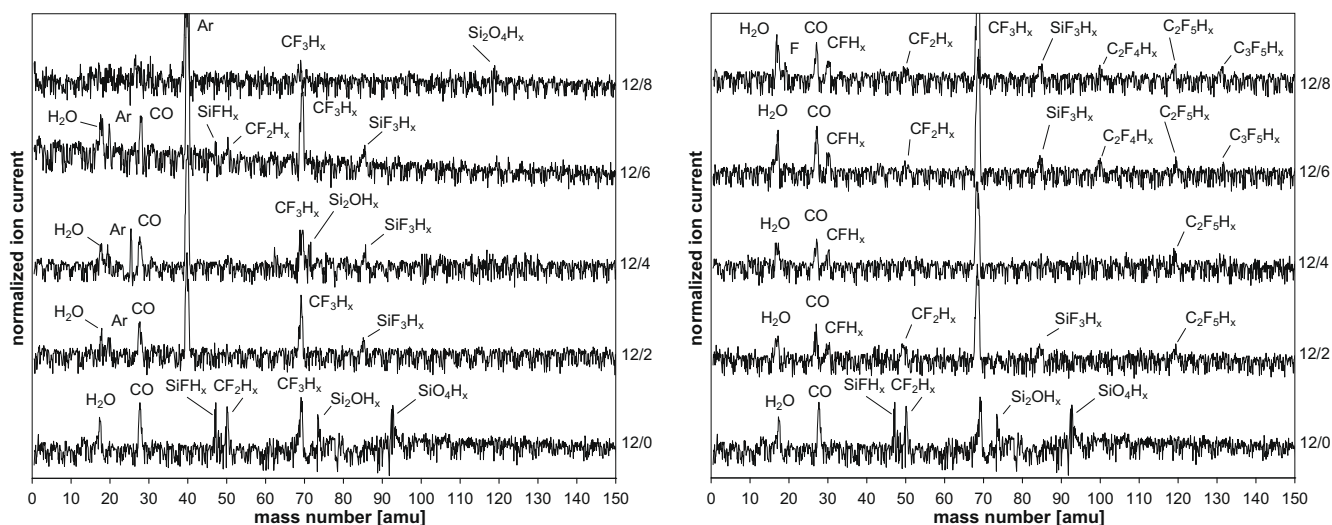 normalized ion current
Ar
CF₃Hₓ
Si₂O₄Hₓ
12/8
H₂O
Ar
CO
SiFHₓ
CF₂Hₓ
CF₃Hₓ
SiF₃Hₓ
12/6
H₂O
Ar
CO
CF₃Hₓ
Si₂OHₓ
SiF₃Hₓ
12/4
H₂O
Ar
CO
CF₃Hₓ
SiF₃Hₓ
12/2
H₂O
CO
SiFHₓ
CF₂Hₓ
CF₃Hₓ
Si₂OHₓ
SiO₄Hₓ
12/0
0 10 20 30 40 50 60 70 80 90 100 110 120 130 140 150
mass number [amu]
normalized ion current
H₂O
F
CO
CFHₓ
CF₂Hₓ
CF₃Hₓ
SiF₃Hₓ
C₂F₄Hₓ
C₂F₅Hₓ
C₃F₅Hₓ
12/8
H₂O
CO
CFHₓ
CF₂Hₓ
SiF₃Hₓ
C₂F₄Hₓ
C₂F₅Hₓ
C₃F₅Hₓ
12/6
H₂O
CO
CFHₓ
C₂F₅Hₓ
12/4
H₂O
CO
CFHₓ
CF₂Hₓ
SiF₃Hₓ
C₂F₅Hₓ
12/2
H₂O
CO
SiFHₓ
CF₂Hₓ
Si₂OHₓ
SiO₄Hₓ
12/0
0 10 20 30 40 50 60 70 80 90 100 110 120 130 140 150
mass number [amu]